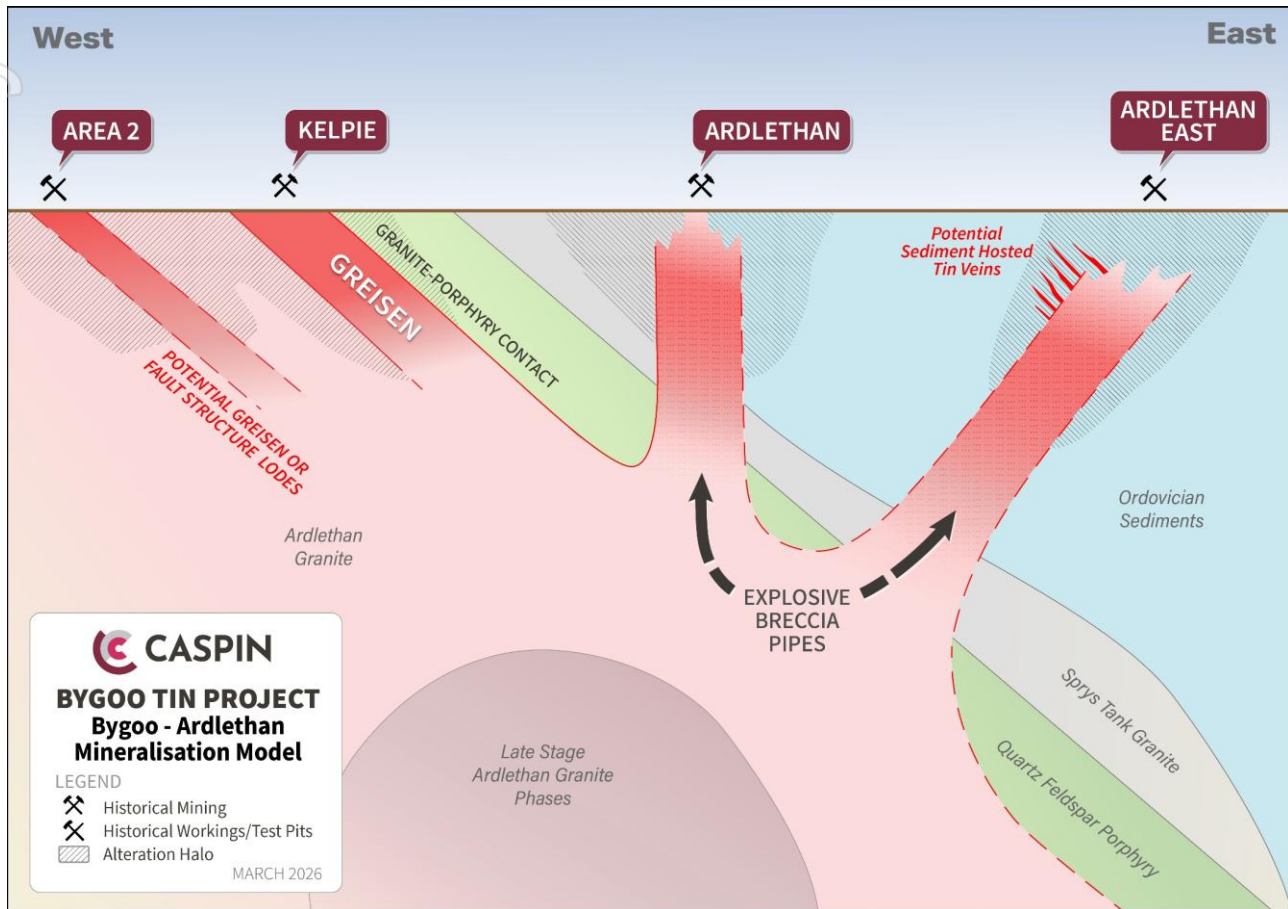 West
East
AREA 2
KELPIE
ARDLETHAN
ARDLETHAN
EAST
Potential
Sediment Hosted
Tin Veins
GREISEN
GRANITE-PORPHYRY CONTACT
POTENTIAL GREISEN OR
FAULT STRUCTURE LODES
Ardlethan
Granite
Ordovician
Sediments
EXPLOSIVE
BRECCIA
PIPES
Late Stage
Ardlethan Granite
Phases
Sprys Tank Granite
Quartz Feldspar Porphyry
CASPIN
BYGOO TIN PROJECT
Bygoo - Ardlethan
Mineralisation Model
LEGEND
Historical Mining
Historical Workings/Test Pits
Alteration Halo
MARCH 2026